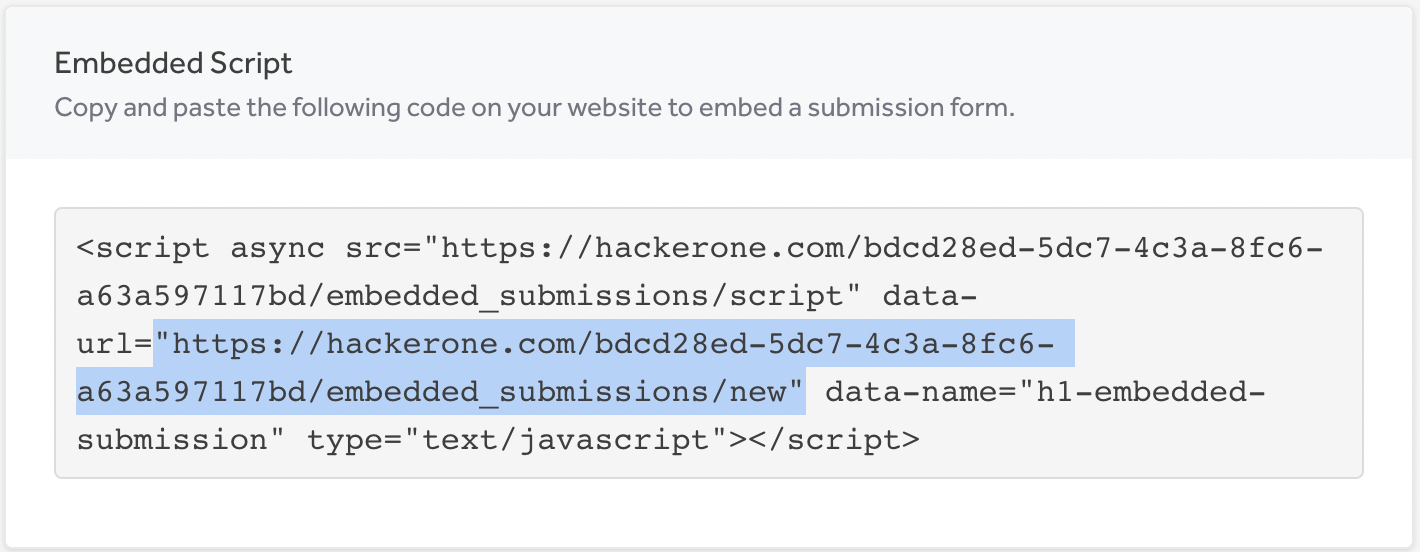 Embedded Script
Copy and paste the following code on your website to embed a submission form.
<script async src="https://hackerone.com/bdcd28ed-5dc7-4c3a-8fc6-
a63a597117bd/embedded_submissions/script" data-
url="https://hackerone.com/bdcd28ed-5dc7-4c3a-8fc6-
a63a597117bd/embedded_submissions/new" data-name="h1-embedded-
submission" type="text/javascript"></script>